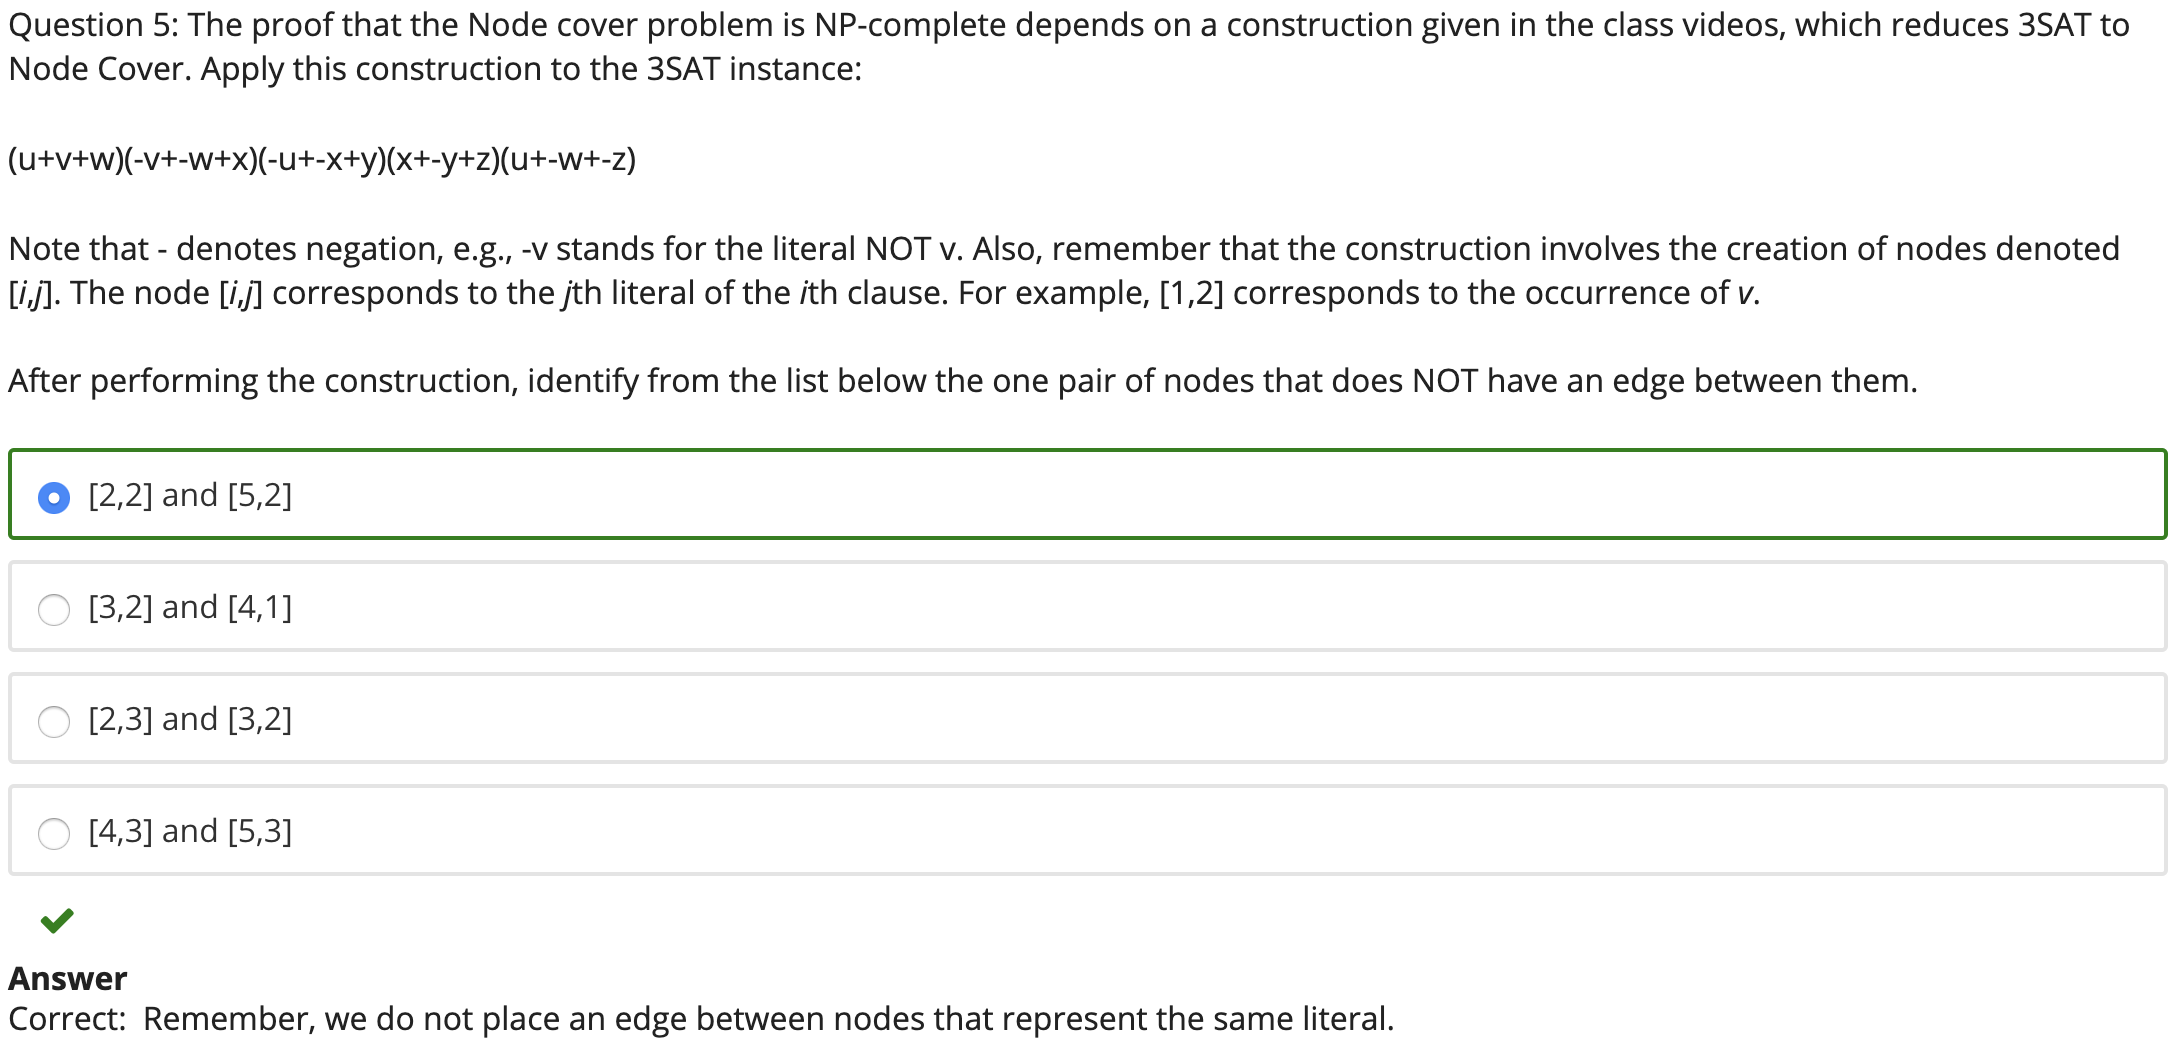 Question 5: The proof that the Node cover problem is NP-complete depends on a construction given in the class videos, which reduces 3SAT to
Node Cover. Apply this construction to the 3SAT instance:
(u+v+w)(-v+-w+x)(-u+-x+y)(x+-y+z)(u+-w+-z)
Note that - denotes negation, e.g., -v stands for the literal NOT v. Also, remember that the construction involves the creation of nodes denoted
[i,j]. The node [i,j] corresponds to the jth literal of the ith clause. For example, [1,2] corresponds to the occurrence of v.
After performing the construction, identify from the list below the one pair of nodes that does NOT have an edge between them.
[2,2] and [5,2]
[3,2] and [4,1]
[2,3] and [3,2]
[4,3] and [5,3]
Answer
Correct: Remember, we do not place an edge between nodes that represent the same literal.